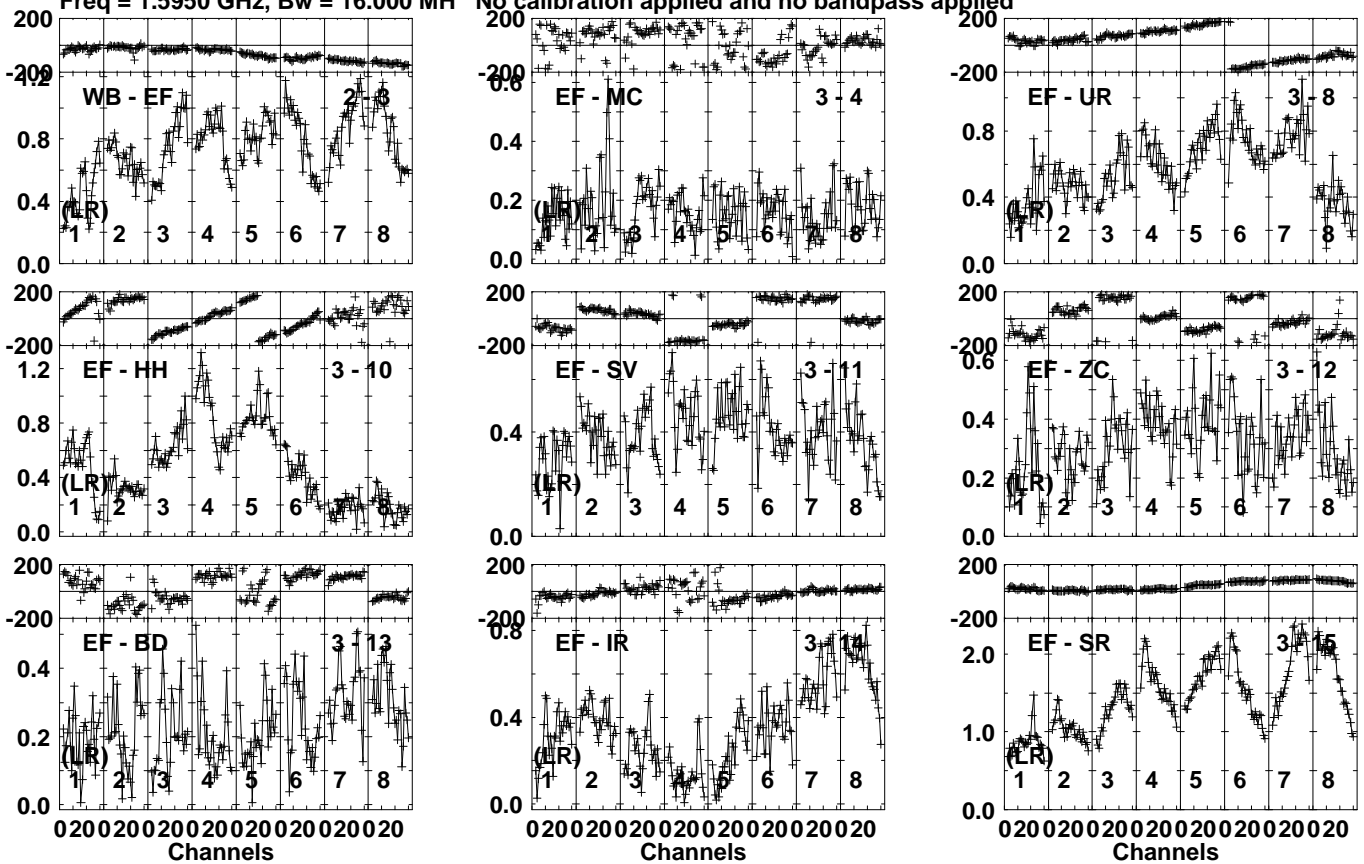 Freq = 1.5950 GHz, Bw = 16.000 MH No calibration applied and no bandpass applied
200
-200
1.2
0.8
0.4
0.0
WB - EF 2 - 3
(LR)
1 2 3 4 5 6 7 8
200
-200
0.6
0.4
0.2
0.0
EF - MC 3 - 4
(LR)
1 2 3 4 5 6 7 8
200
-200
0.8
0.4
0.0
EF - UR 3 - 8
(LR)
1 2 3 4 5 6 7 8
200
-200
1.2
0.8
0.4
0.0
EF - HH 3 - 10
(LR)
1 2 3 4 5 6 7 8
200
-200
0.4
0.0
EF - SV 3 - 11
(LR)
1 2 3 4 5 6 7 8
200
-200
0.6
0.4
0.2
0.0
EF - ZC 3 - 12
(LR)
1 2 3 4 5 6 7 8
200
-200
0.4
0.2
0.0
EF - BD 3 - 13
(LR)
1 2 3 4 5 6 7 8
0 20 0 20 0 20 0 20 0 20 0 20 0 20 0 20
Channels
200
-200
0.8
0.4
0.0
EF - IR 3 - 14
(LR)
1 2 3 4 5 6 7 8
0 20 0 20 0 20 0 20 0 20 0 20 0 20 0 20
Channels
200
-200
2.0
1.0
0.0
EF - SR 3 - 15
(LR)
1 2 3 4 5 6 7 8
0 20 0 20 0 20 0 20 0 20 0 20 0 20 0 20
Channels